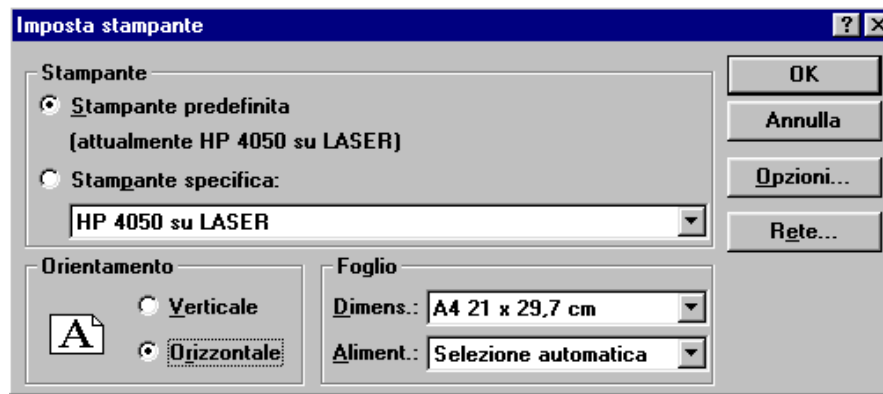 Imposta stampante
Stampante
Stampante predefinita
(attualmente HP 4050 su LASER)
Stampante specifica:
HP 4050 su LASER
OK
Annulla
Opzioni...
Rete...
Orientamento
A
Verticale
Orizzontale
Foglio
Dimens.: A4 21 x 29,7 cm
Aliment.: Selezione automatica